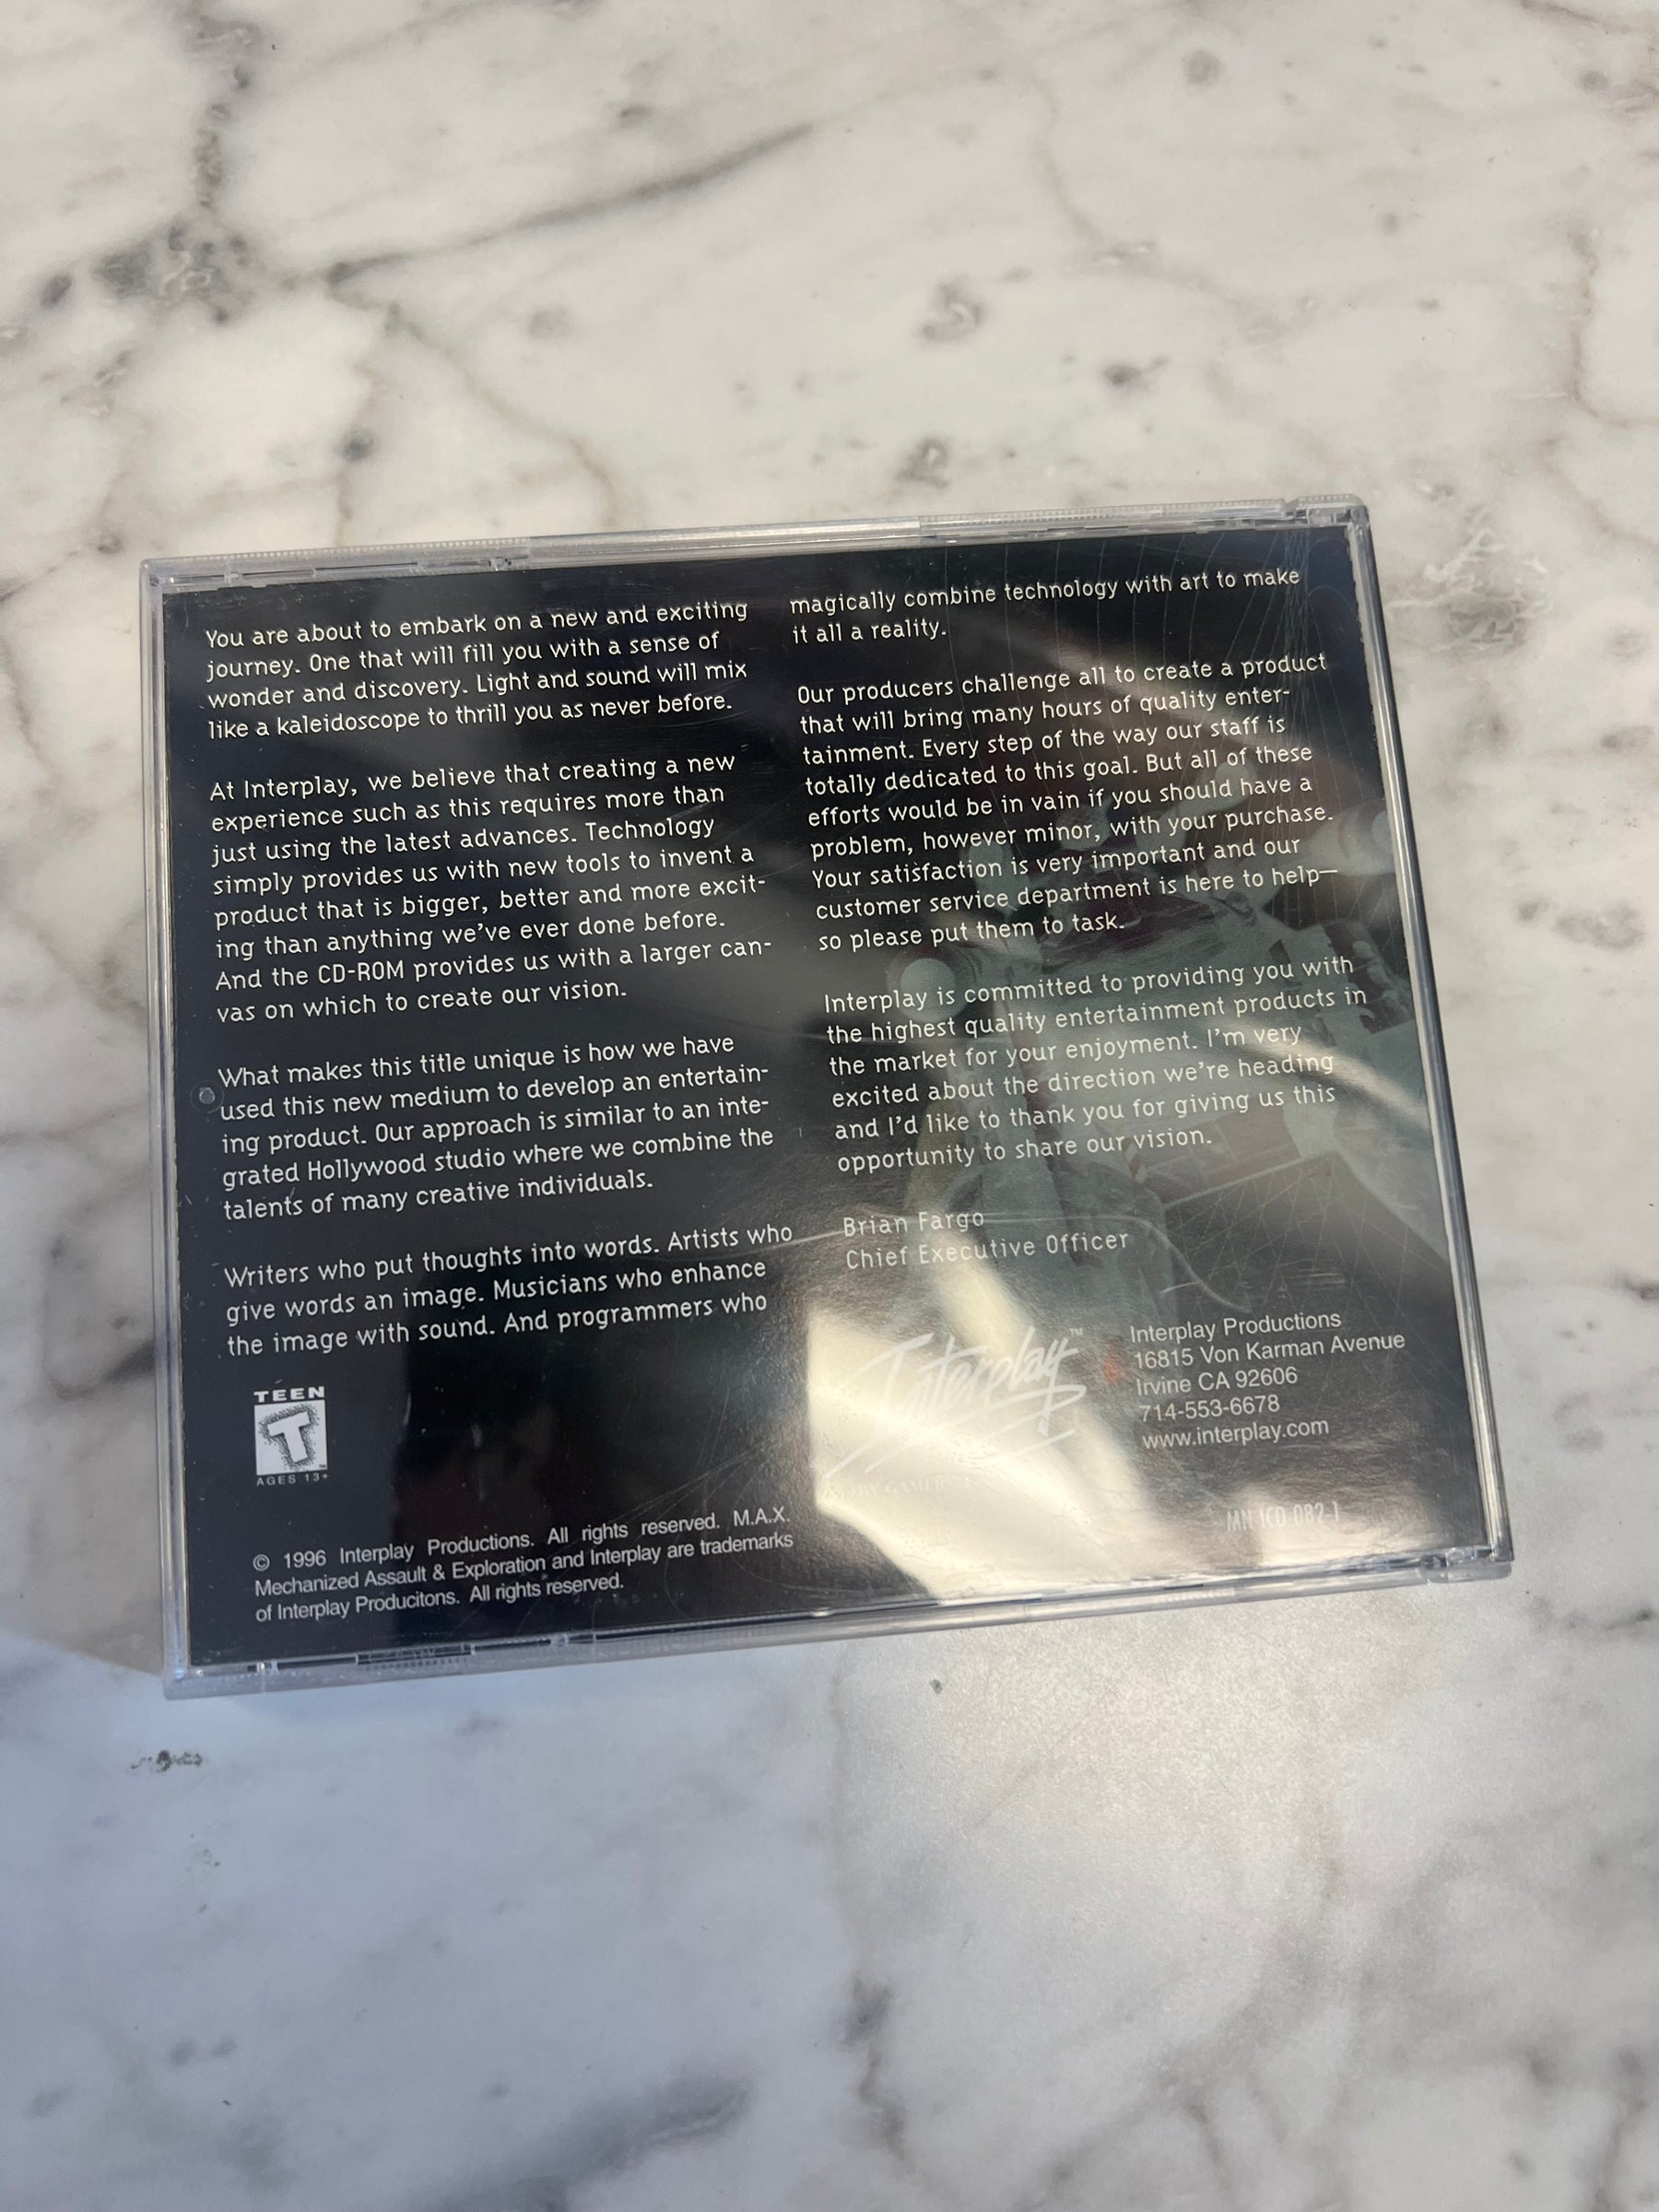 You are about to embark on a new and exciting
journey. One that will fill you with a sense of
wonder and discovery. Light and sound will mix
like a kaleidoscope to thrill you as never before.
At Interplay, we believe that creating a new
experience such as this requires more than
just using the latest advances. Technology
simply provides us with new tools to invent a
product that is bigger, better and more excit-
ing than anything we've ever done before.
And the CD-ROM provides us with a larger can-
vas on which to create our vision.
What makes this title unique is how we have
used this new medium to develop an entertain-
ing product. Our approach is similar to an inte-
grated Hollywood studio where we combine the
talents of many creative individuals.
Writers who put thoughts into words. Artists who
give words an image. Musicians who enhance
the image with sound. And programmers who
magically combine technology with art to make
it all a reality.
Our producers challenge all to create a product
that will bring many hours of quality enter-
tainment. Every step of the way our staff is
totally dedicated to this goal. But all of these
efforts would be in vain if you should have a
problem, however minor, with your purchase.
Your satisfaction is very important and our
customer service department is here to help—
so please put them to task.
Interplay is committed to providing you with
the highest quality entertainment products in
the market for your enjoyment. I'm very
excited about the direction we're heading
and I'd like to thank you for giving us this
opportunity to share our vision.
Brian Fargo
Chief Executive Officer
Interplay™
BY GAMERS
Interplay Productions
16815 Von Karman Avenue
Irvine CA 92606
714-553-6678
www.interplay.com
TEEN
T
AGES 13+
© 1996 Interplay Productions. All rights reserved. M.A.X.
Mechanized Assault & Exploration and Interplay are trademarks
of Interplay Producitons. All rights reserved.
MN-ICD-082-1